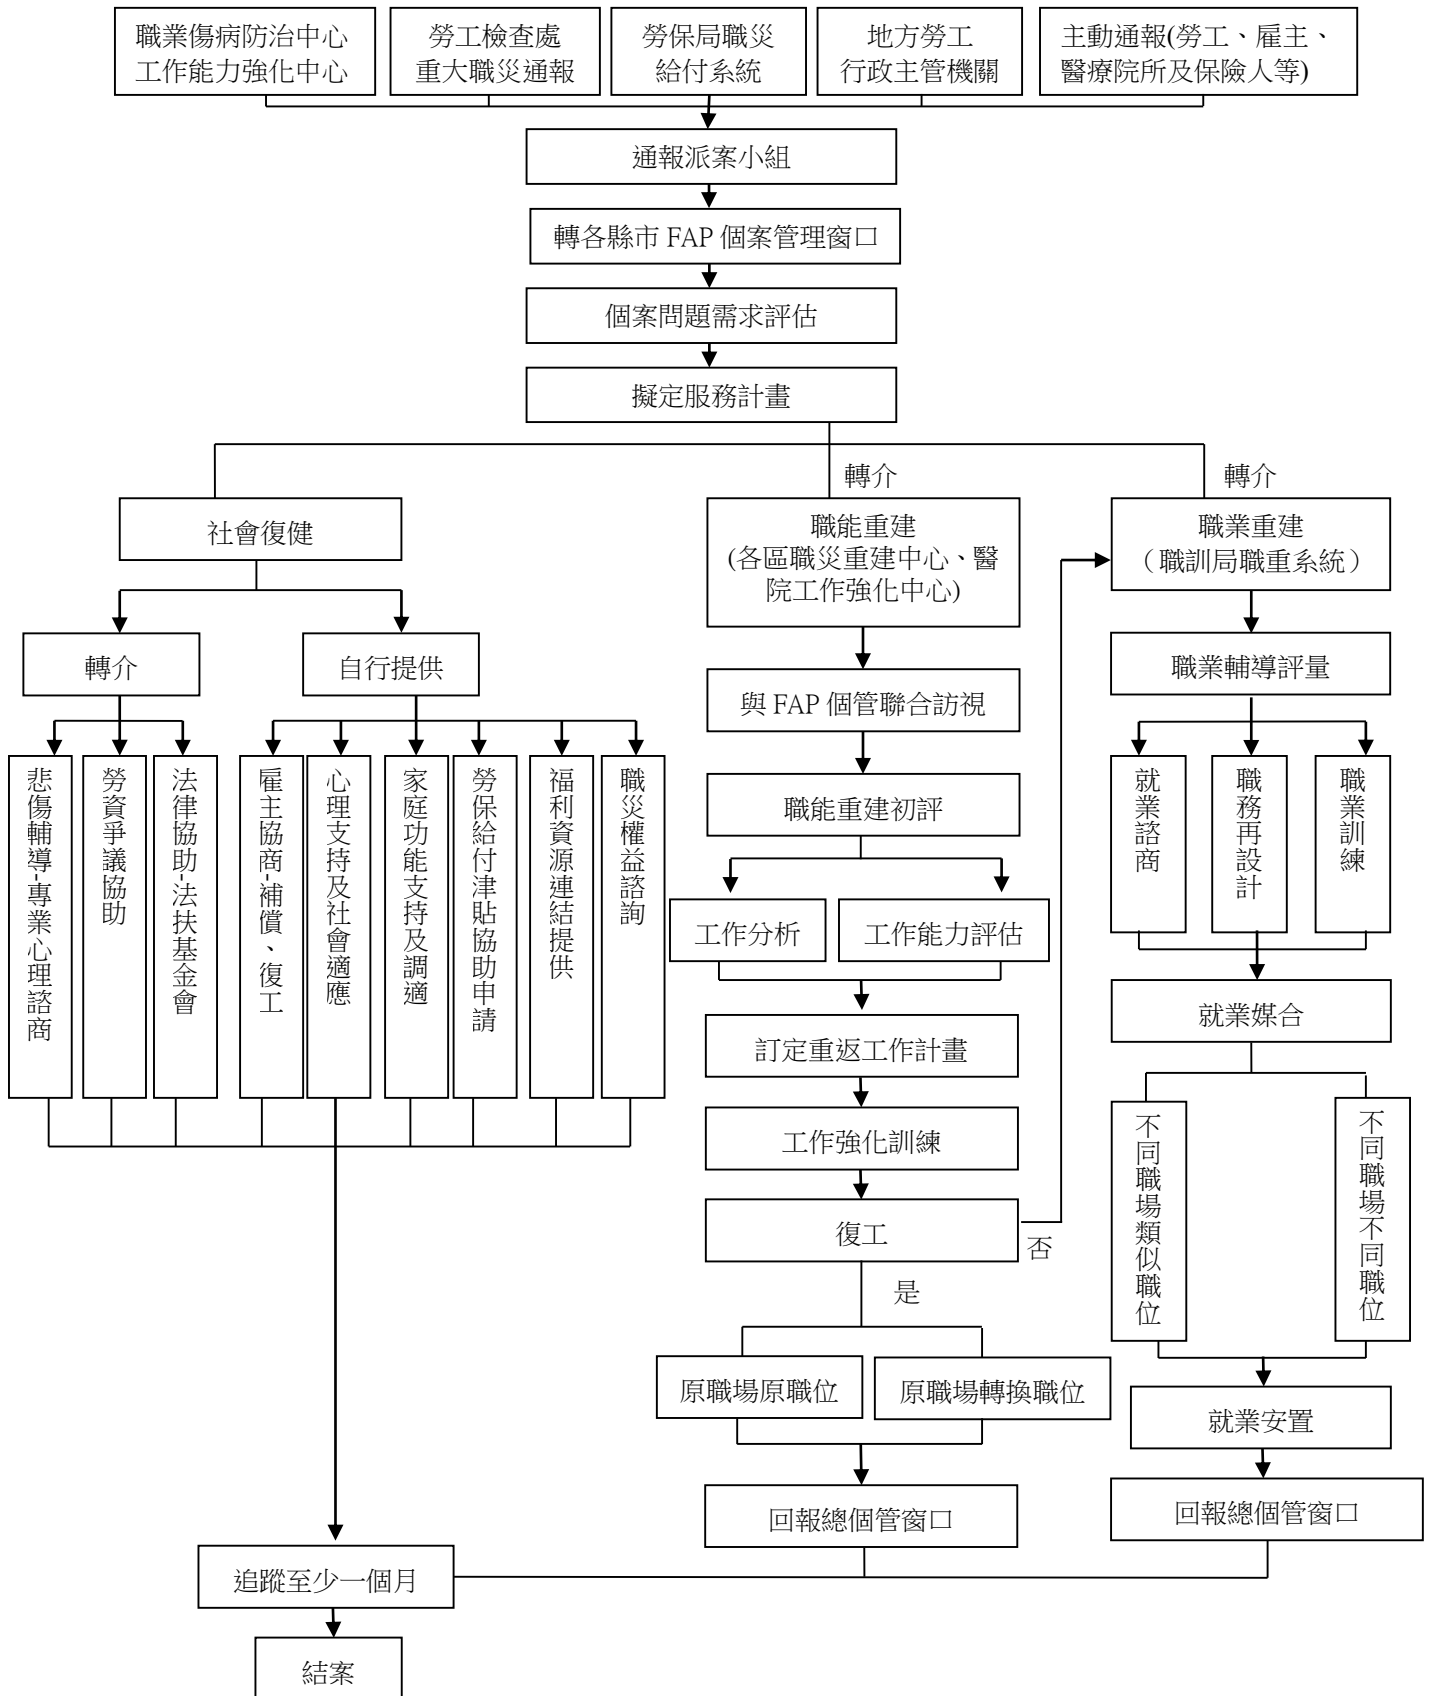 職業傷病防治中心
工作能力強化中心
勞工檢查處
重大職災通報
勞保局職災
給付系統
地方勞工
行政主管機關
主動通報(勞工、雇主、
醫療院所及保險人等)
通報派案小組
轉各縣市 FAP 個案管理窗口
個案問題需求評估
擬定服務計畫
社會復健
轉介
自行提供
悲傷輔導-專業心理諮商
勞資爭議協助
法律協助-法扶基金會
雇主協商-補償、復工
心理支持及社會適應
家庭功能支持及調適
勞保給付津貼協助申請
福利資源連結提供
職災權益諮詢
轉介
職能重建
(各區職災重建中心、醫
院工作強化中心)
與 FAP 個管聯合訪視
職能重建初評
工作分析
工作能力評估
訂定重返工作計畫
工作強化訓練
復工
否
是
原職場原職位
原職場轉換職位
回報總個管窗口
轉介
職業重建
（職訓局職重系統）
職業輔導評量
就業諮商
職務再設計
職業訓練
就業媒合
不同職場類似職位
不同職場不同職位
就業安置
回報總個管窗口
追蹤至少一個月
結案